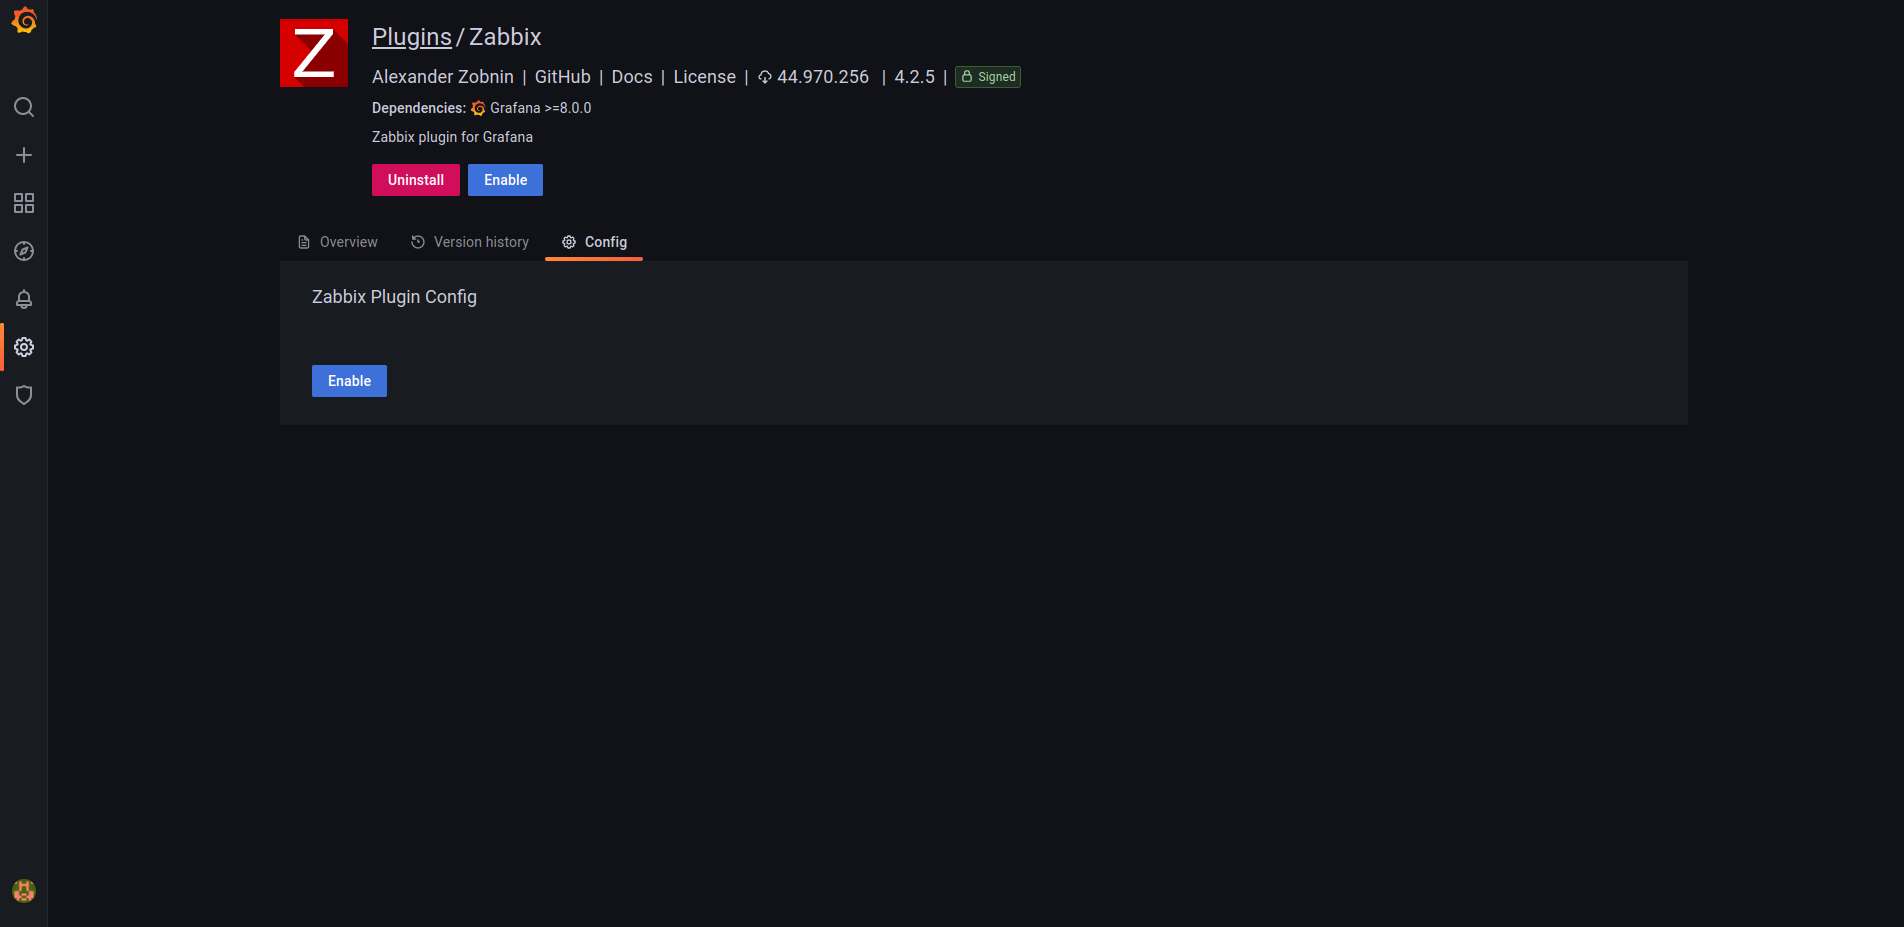 Z
Plugins / Zabbix
Alexander Zobnin | GitHub | Docs | License | 44.970.256 | 4.2.5 | Signed
Dependencies: Grafana >=8.0.0
Zabbix plugin for Grafana
Uninstall Enable
Overview Version history Config
Zabbix Plugin Config
Enable